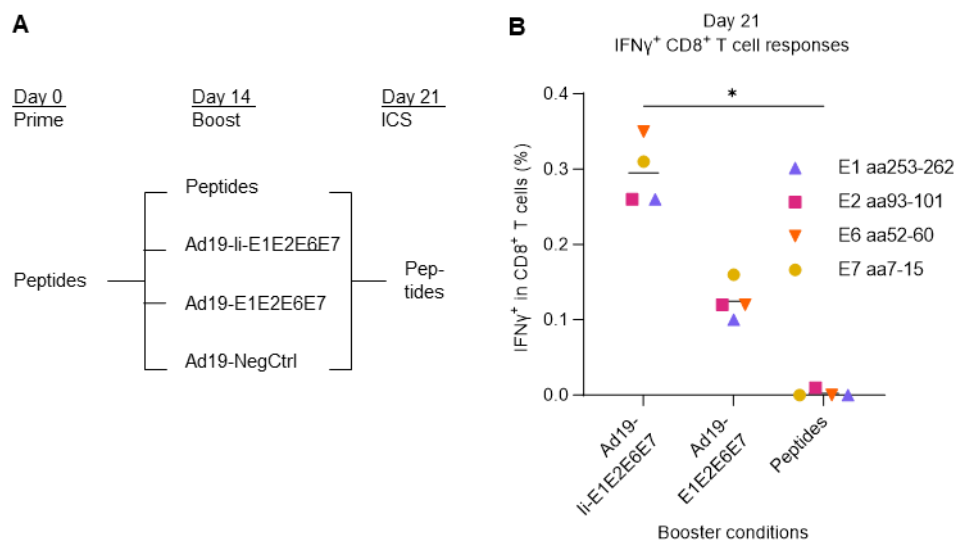 A
Day 0
Prime
Day 14
Boost
Day 21
ICS
Peptides
Peptides
Ad19-Ii-E1E2E6E7
Ad19-E1E2E6E7
Ad19-NegCtrl
Pep-
tides
B
Day 21
IFNγ⁺ CD8⁺ T cell responses
IFNγ⁺ in CD8⁺ T cells (%)
0.4
0.3
0.2
0.1
0.0
*
E1 aa253-262
E2 aa93-101
E6 aa52-60
E7 aa7-15
Ad19-
Ii-E1E2E6E7
Ad19-
E1E2E6E7
Peptides
Booster conditions